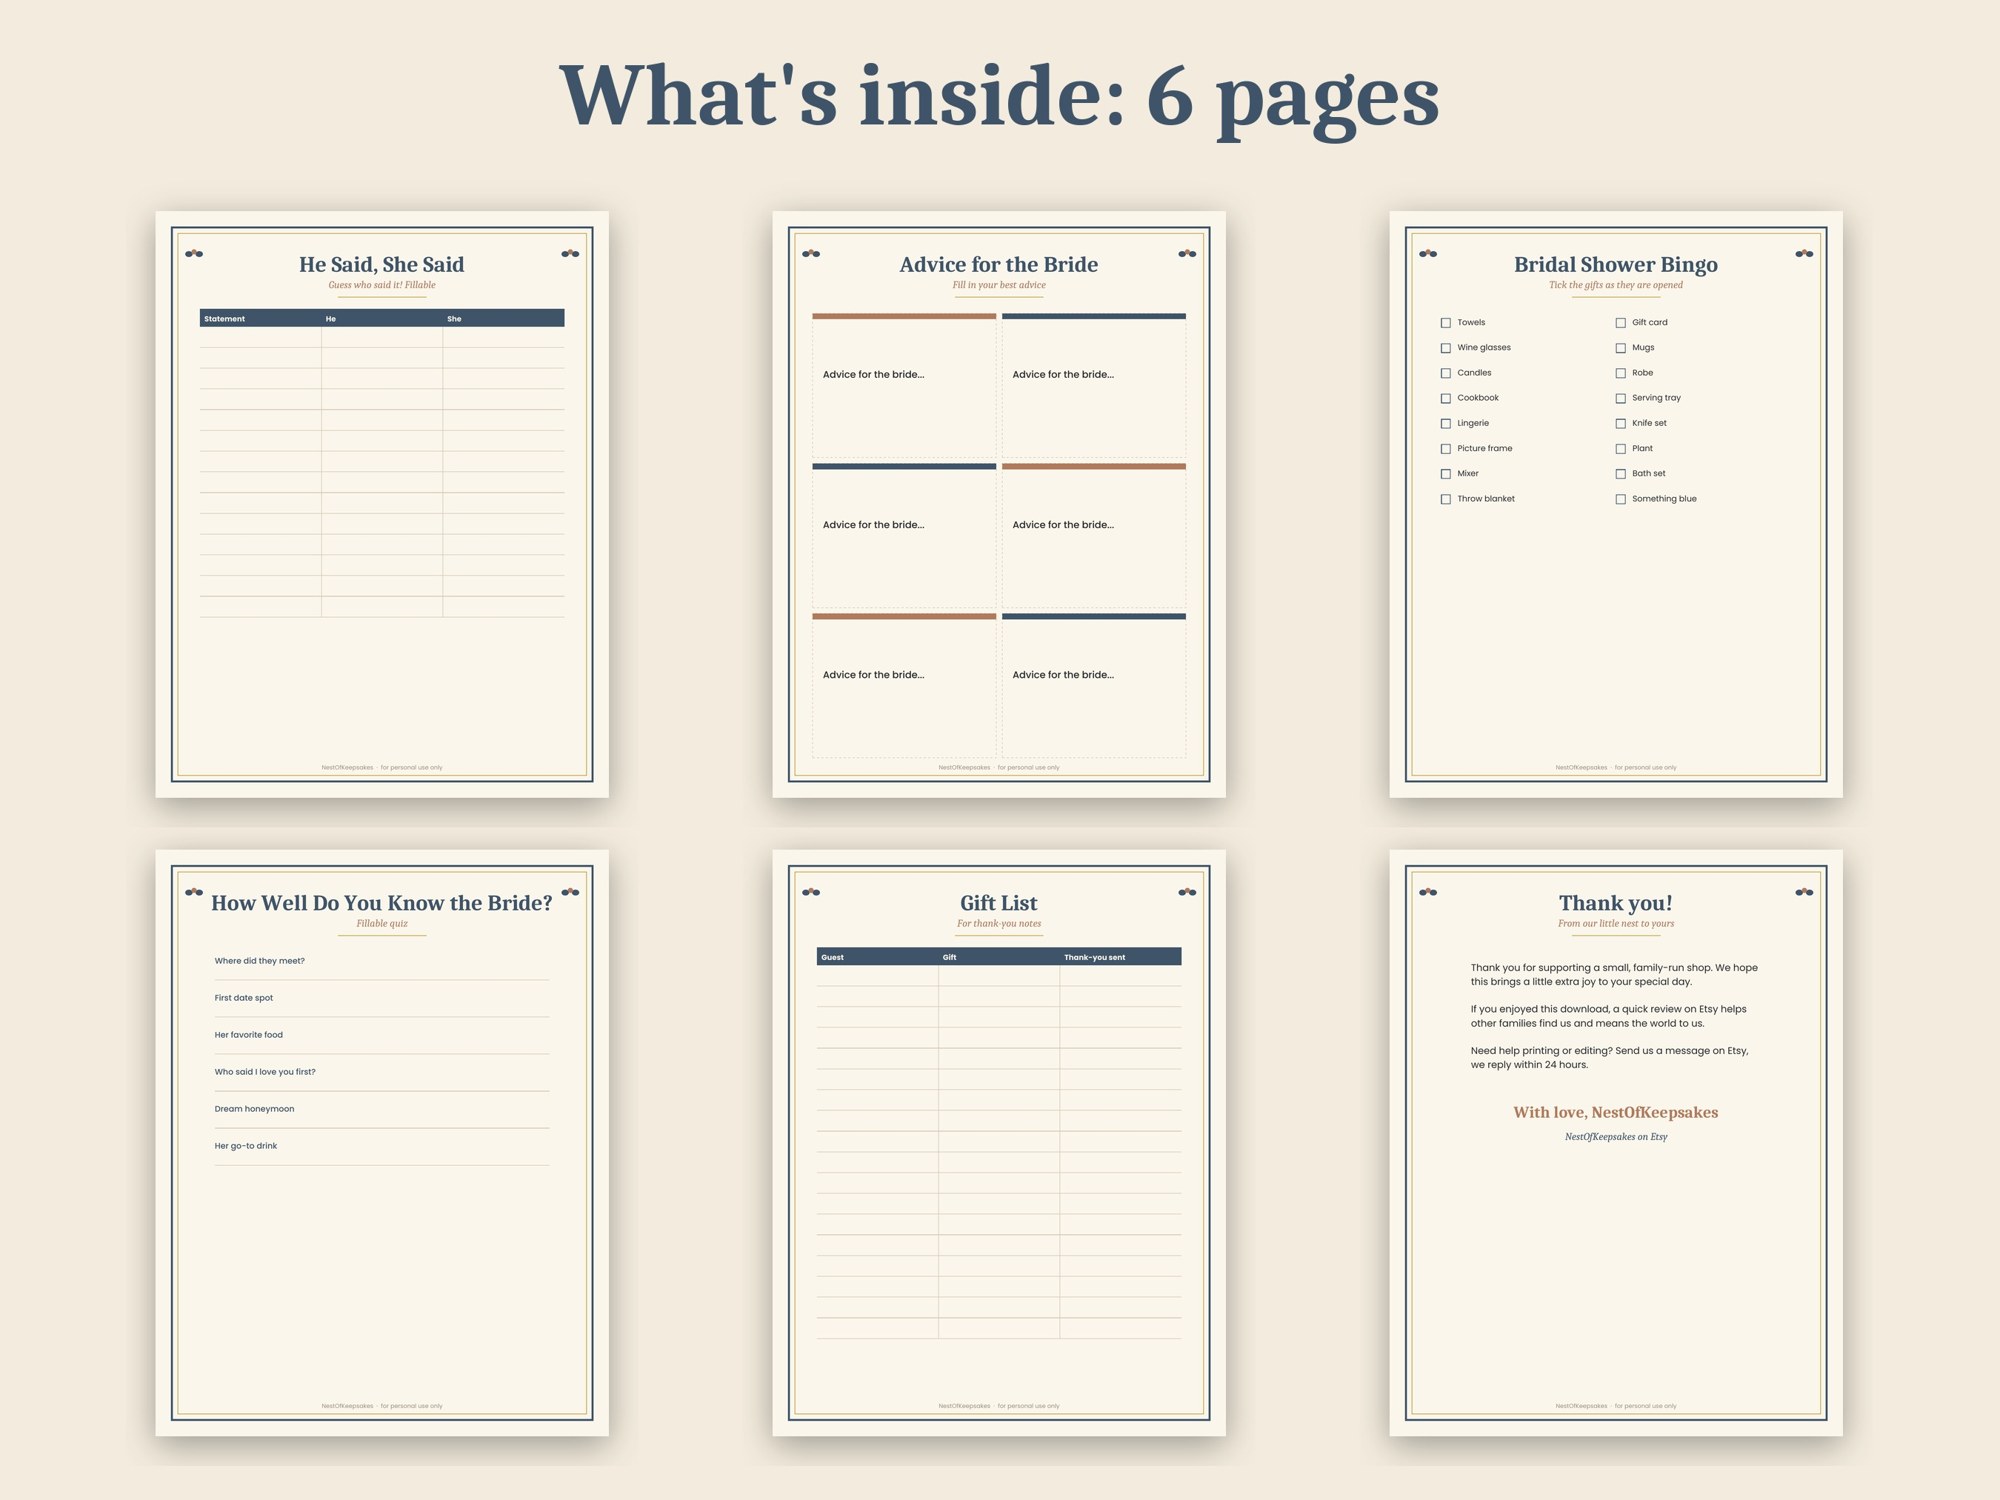 What's inside: 6 pages
He Said, She Said
Guess who said it! Fillable
Statement He She
NestOfKeepsakes · for personal use only
Advice for the Bride
Fill in your best advice
Advice for the bride... Advice for the bride...
Advice for the bride... Advice for the bride...
Advice for the bride... Advice for the bride...
NestOfKeepsakes · for personal use only
Bridal Shower Bingo
Tick the gifts as they are opened
Towels Gift card
Wine glasses Mugs
Candles Robe
Cookbook Serving tray
Lingerie Knife set
Picture frame Plant
Mixer Bath set
Throw blanket Something blue
NestOfKeepsakes · for personal use only
How Well Do You Know the Bride?
Fillable quiz
Where did they meet?
First date spot
Her favorite food
Who said I love you first?
Dream honeymoon
Her go-to drink
NestOfKeepsakes · for personal use only
Gift List
For thank-you notes
Guest Gift Thank-you sent
NestOfKeepsakes · for personal use only
Thank you!
From our little nest to yours
Thank you for supporting a small, family-run shop. We hope
this brings a little extra joy to your special day.
If you enjoyed this download, a quick review on Etsy helps
other families find us and means the world to us.
Need help printing or editing? Send us a message on Etsy,
we reply within 24 hours.
With love, NestOfKeepsakes
NestOfKeepsakes on Etsy
NestOfKeepsakes · for personal use only